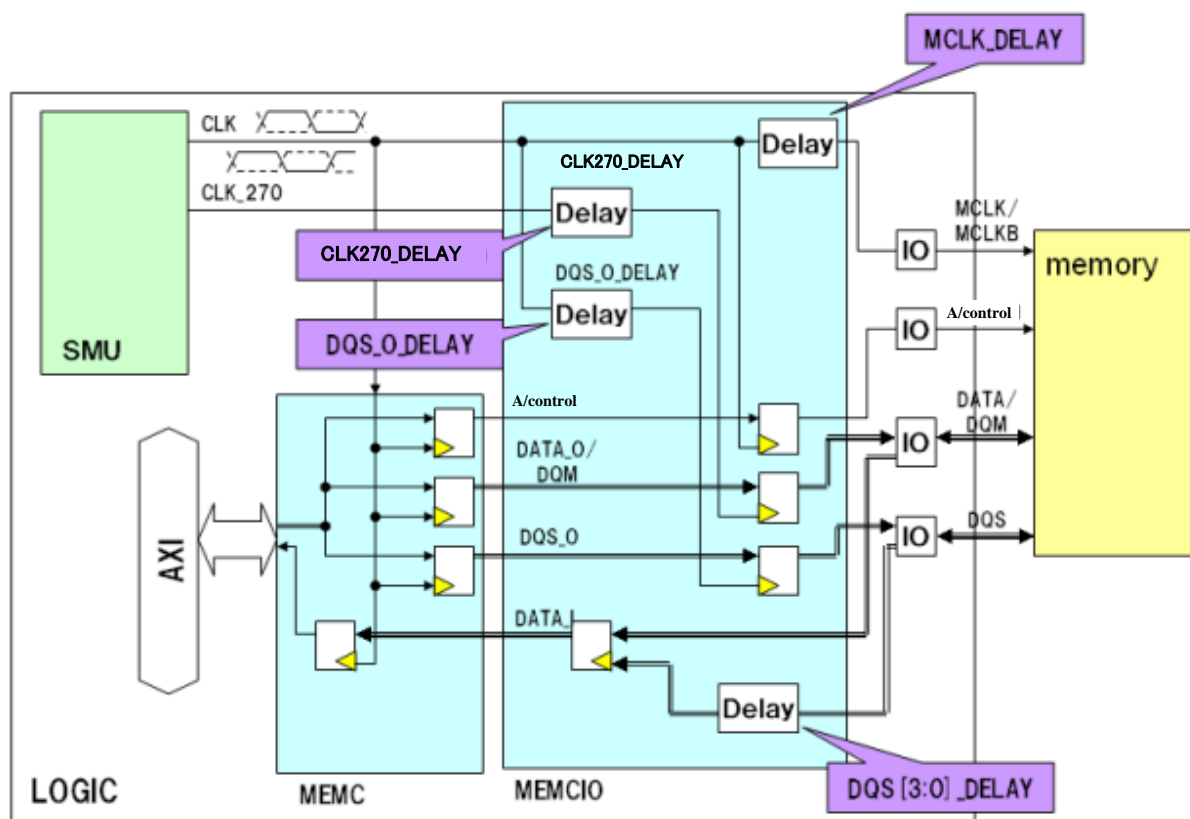 MCLK_DELAY
CLK
Delay
CLK270_DELAY
CLK_270
Delay
MCLK/
MCLKB
IO
CLK270_DELAY
memory
DQS_O_DELAY
Delay
A/control
IO
SMU
DQS_O_DELAY
A/control
DATA/
DQM
IO
DATA_O/
DQM
AXI
DQS
IO
DQS_O
DATA_I
Delay
LOGIC
MEMC
MEMCIO
DQS [3:0] _DELAY